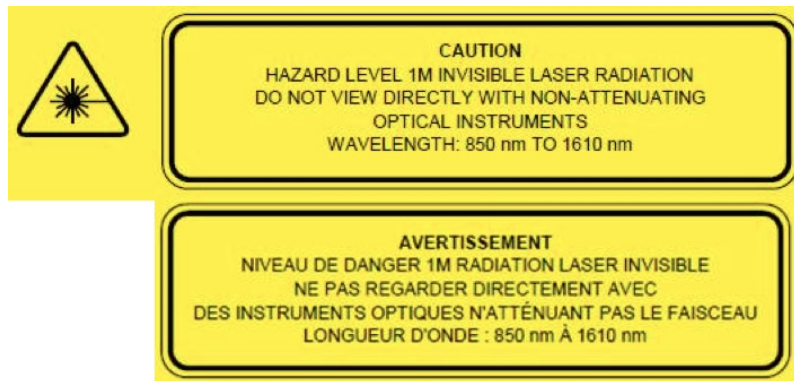 CAUTION
HAZARD LEVEL 1M INVISIBLE LASER RADIATION
DO NOT VIEW DIRECTLY WITH NON-ATTENUATING
OPTICAL INSTRUMENTS
WAVELENGTH: 850 nm TO 1610 nm
AVERTISSEMENT
NIVEAU DE DANGER 1M RADIATION LASER INVISIBLE
NE PAS REGARDER DIRECTEMENT AVEC
DES INSTRUMENTS OPTIQUES N'ATTÉNUANT PAS LE FAISCEAU
LONGUEUR D'ONDE : 850 nm À 1610 nm